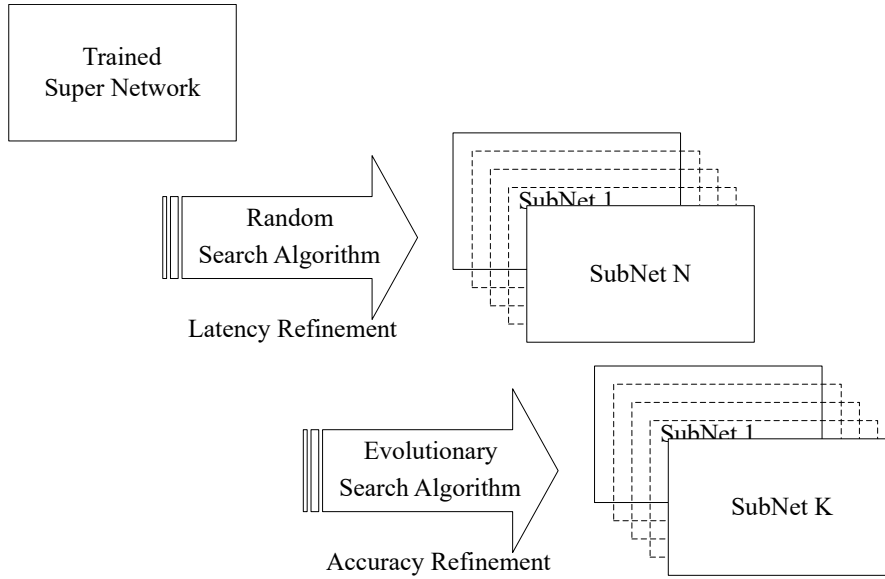 Trained
Super Network
SubNet 1
Random
Search Algorithm
SubNet N
Latency Refinement
SubNet 1
Evolutionary
Search Algorithm
SubNet K
Accuracy Refinement